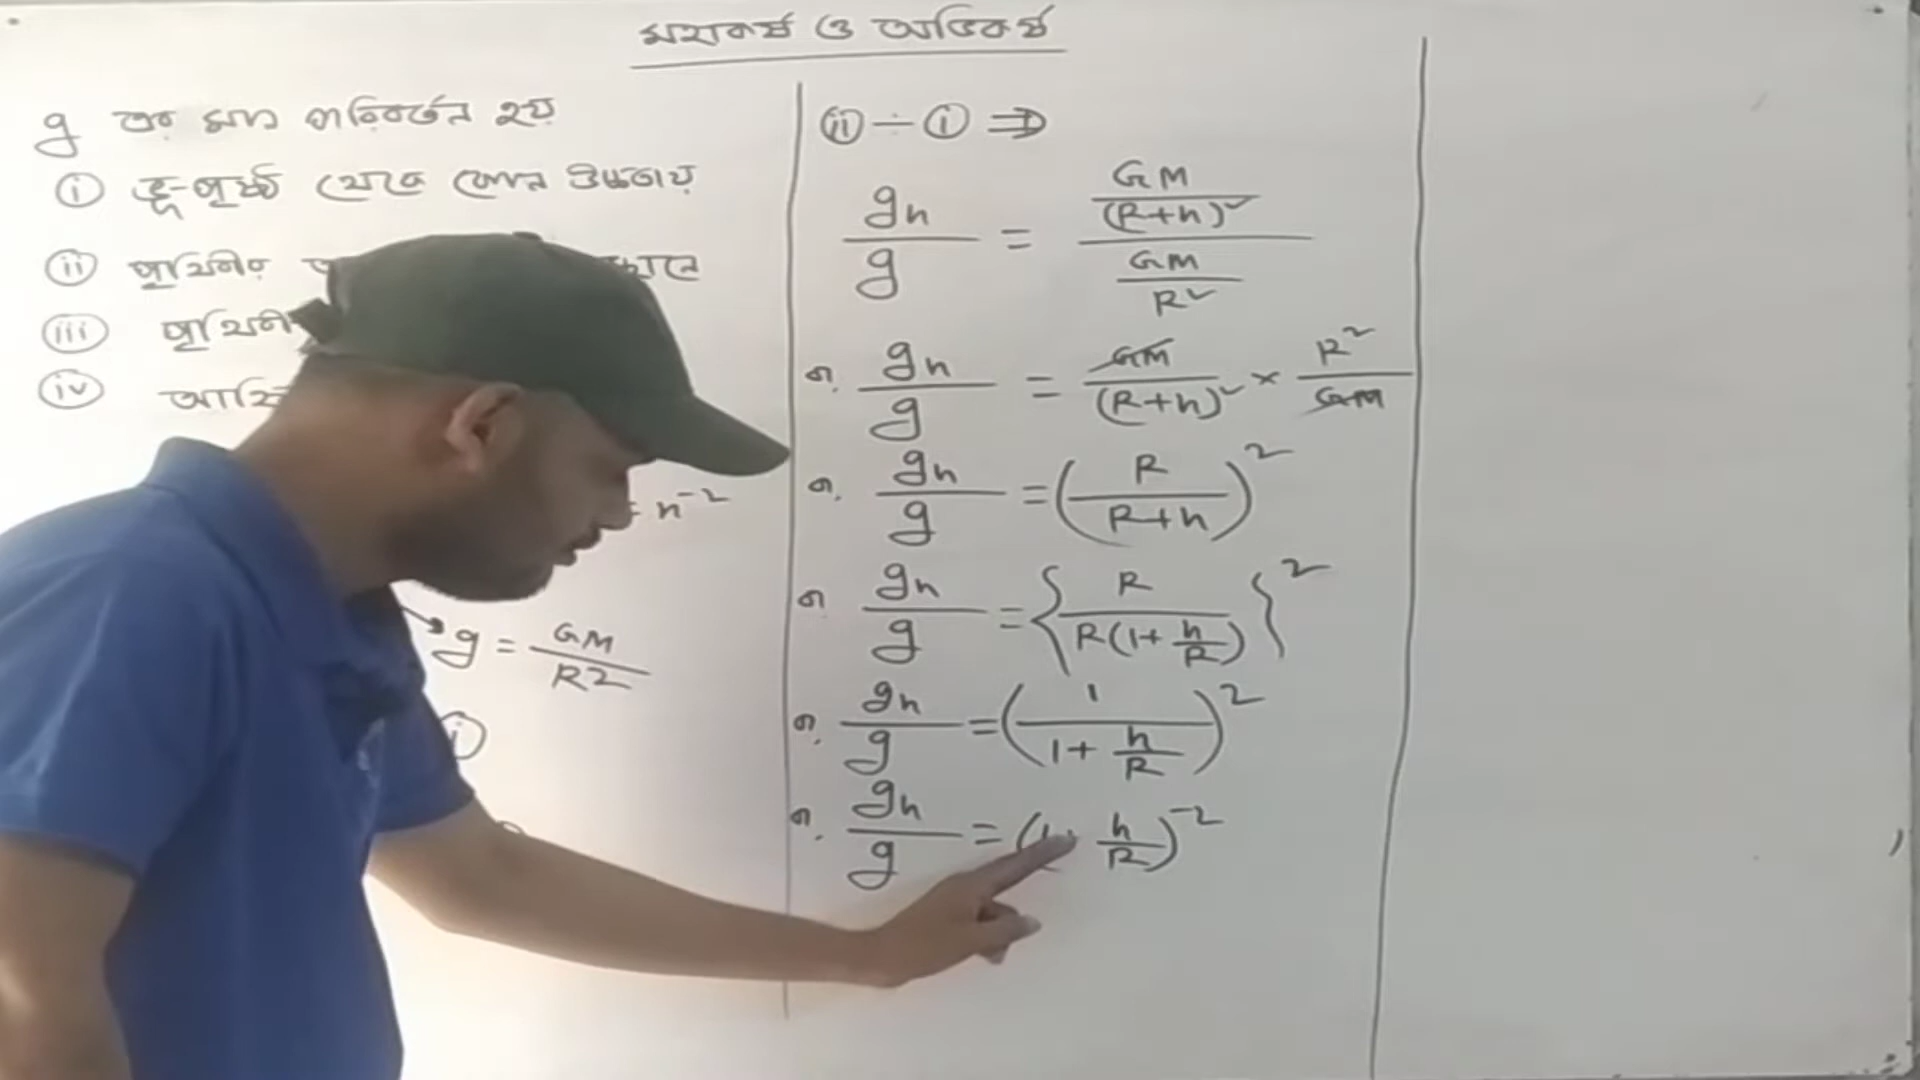 মহাকর্ষ ও অভিকর্ষ
g এর মান পরিবর্তন হয়
i ভূ-পৃষ্ঠ থেকে কোন উচ্চতায়
ii পৃথিবীর
iii পৃথিবী
iv আহ্নি
n⁻²
g = GM/R2
i
ii ÷ i ⇒
gh/g = (GM/(R+h)²)/(GM/R²)
বা. gh/g = GM/(R+h)² × R²/GM
বা. gh/g = (R/(R+h))²
বা gh/g = {R/(R(1+h/R))}²
বা. gh/g = (1/(1+h/R))²
বা. gh/g = (1+ h/R)⁻²